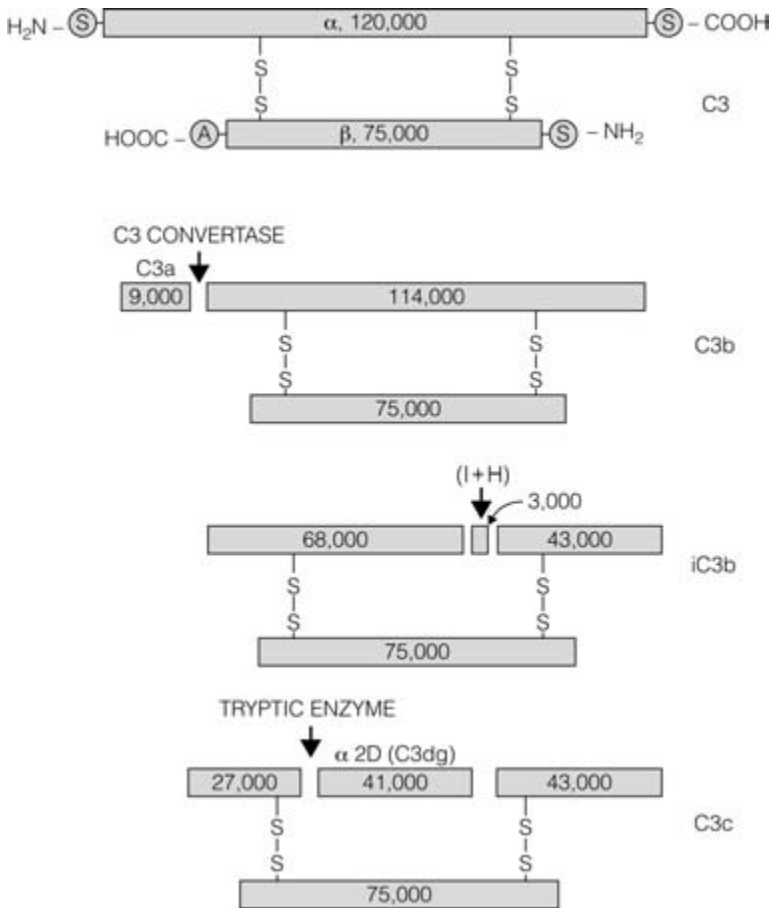 H₂N – Ⓢ α, 120,000 Ⓢ – COOH
S S
S S
C3
HOOC – Ⓐ β, 75,000 Ⓢ – NH₂
C3 CONVERTASE
C3a
9,000 114,000
S S
C3b
S S
75,000
(I + H)
3,000
68,000 43,000
iC3b
S S
S S
75,000
TRYPTIC ENZYME
α 2D (C3dg)
27,000 41,000 43,000
C3c
S S
S S
75,000